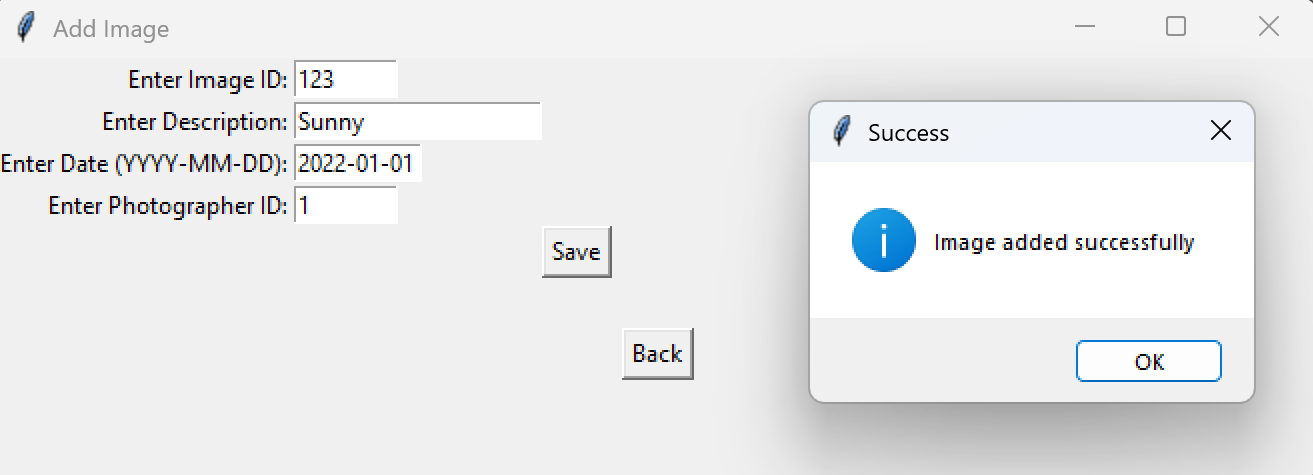 Add Image
Enter Image ID: 123
Enter Description: Sunny
Enter Date (YYYY-MM-DD): 2022-01-01
Enter Photographer ID: 1
Save
Back
Success
Image added successfully
OK